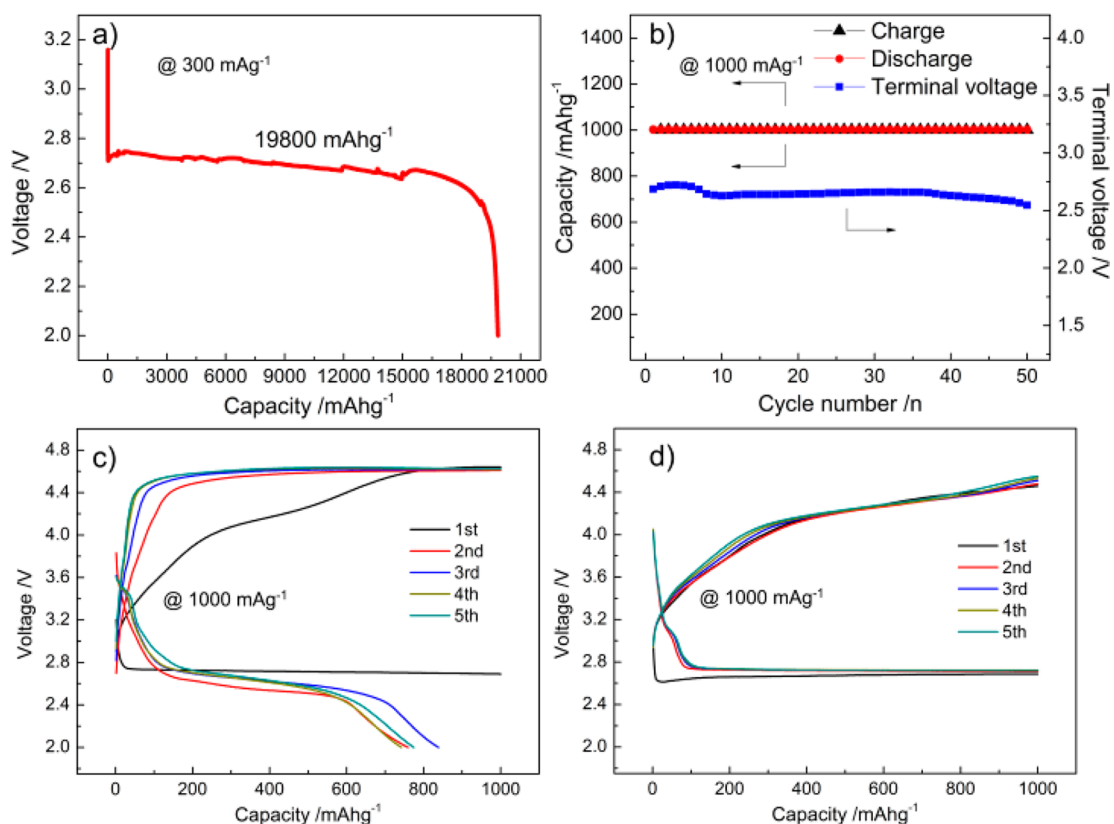 a)
@ 300 mAg⁻¹
19800 mAhg⁻¹
3.2
2.8
2.4
2.0
Voltage /V
0 3000 6000 9000 12000 15000 18000 21000
Capacity /mAhg⁻¹
b)
Charge
Discharge
Terminal voltage
@ 1000 mAg⁻¹
1400
1200
1000
800
600
400
200
0
Capacity /mAhg⁻¹
4.0
3.5
3.0
2.5
2.0
1.5
Terminal voltage /V
0 10 20 30 40 50
Cycle number /n
c)
1st
2nd
3rd
4th
5th
@ 1000 mAg⁻¹
4.8
4.4
4.0
3.6
3.2
2.8
2.4
2.0
Voltage /V
0 200 400 600 800 1000
Capacity /mAhg⁻¹
d)
1st
2nd
3rd
4th
5th
@ 1000 mAg⁻¹
4.8
4.4
4.0
3.6
3.2
2.8
2.4
2.0
Voltage /V
0 200 400 600 800 1000
Capacity /mAhg⁻¹